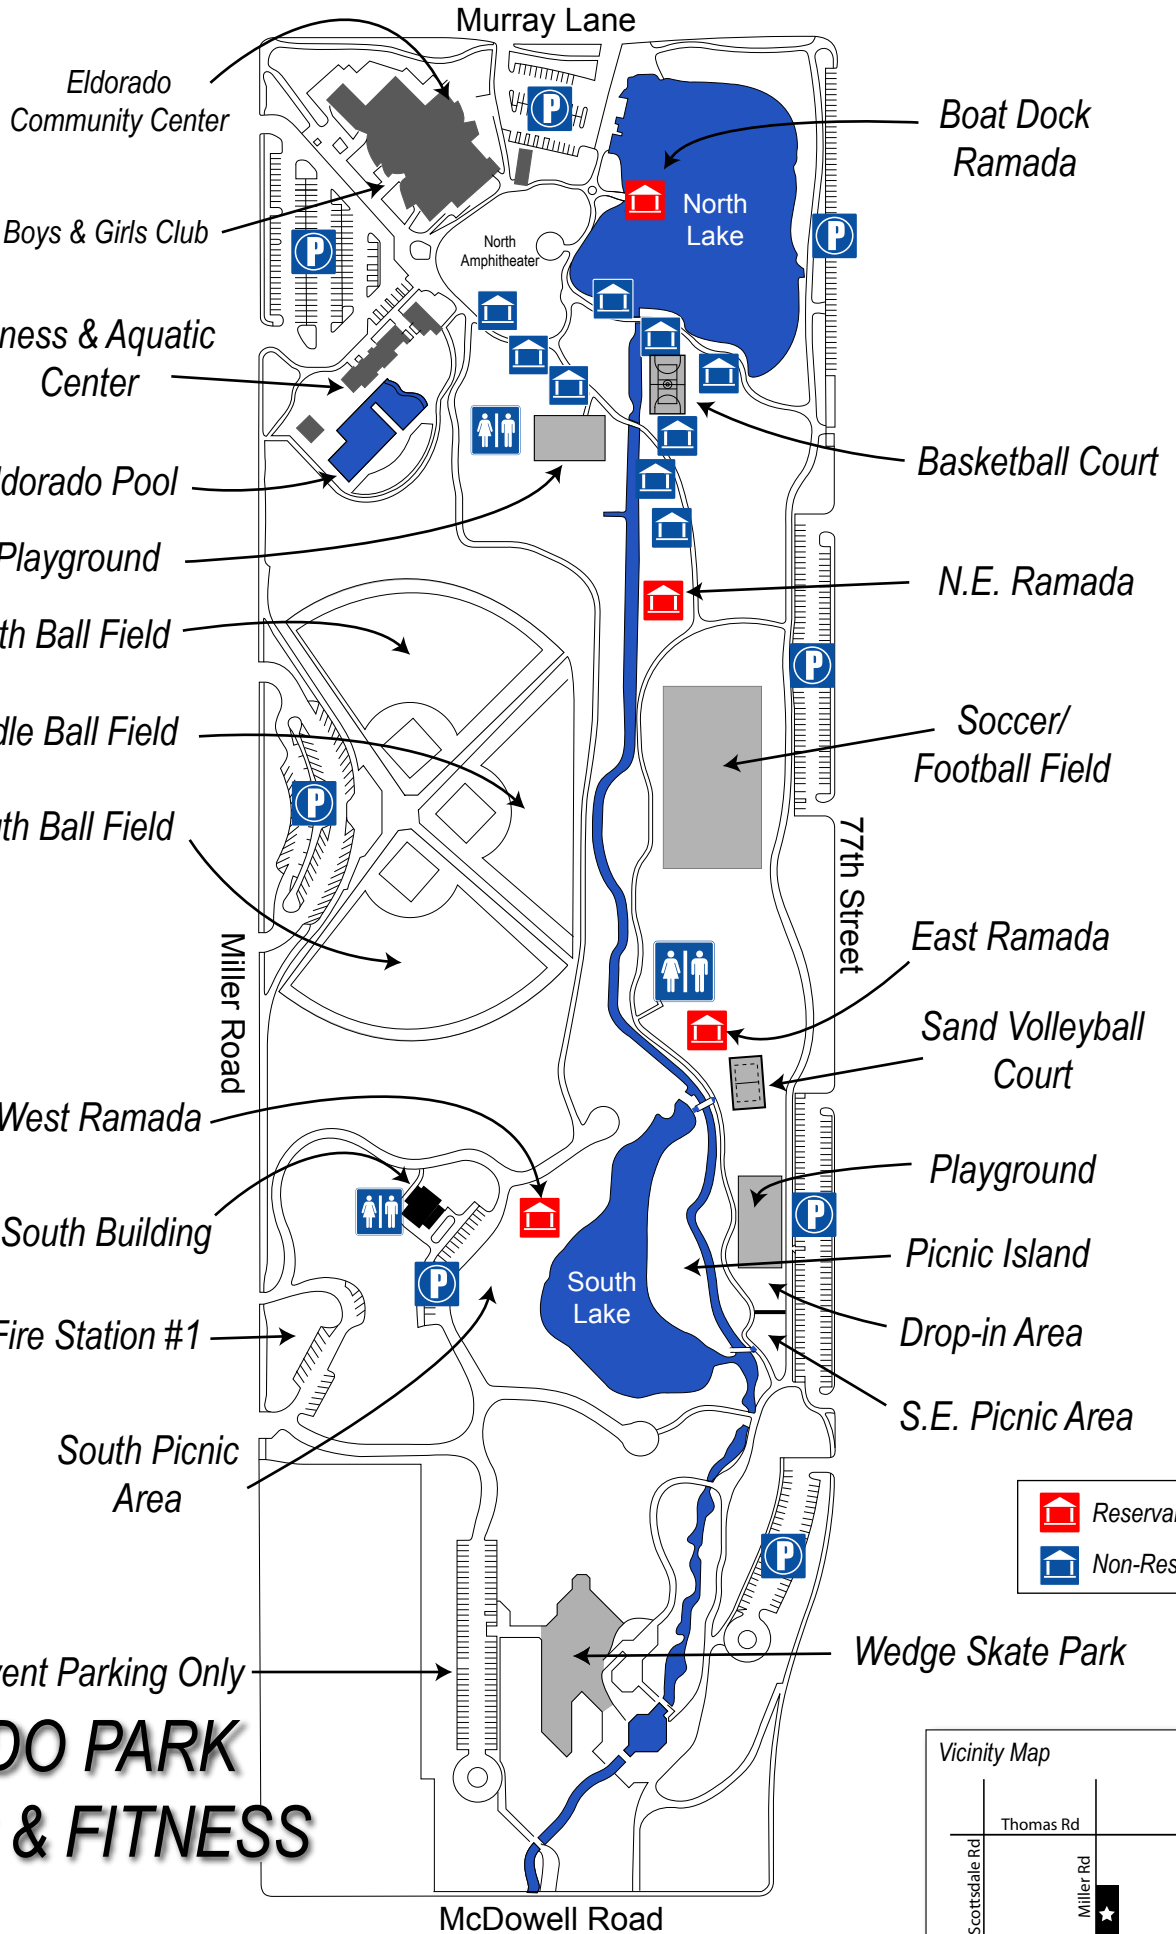 Murray Lane
Eldorado
Community Center
Boat Dock
Ramada
P
North
Lake
Boys & Girls Club
North
Amphitheater
P
P
ness & Aquatic
Center
Basketball Court
ldorado Pool
Playground
N.E. Ramada
th Ball Field
P
dle Ball Field
Soccer/
Football Field
P
th Ball Field
77th Street
Miller Road
East Ramada
Sand Volleyball
Court
West Ramada
Playground
South Building
P
Picnic Island
P
South
Lake
Fire Station #1
Drop-in Area
S.E. Picnic Area
South Picnic
Area
Reserva
Non-Res
P
Wedge Skate Park
vent Parking Only
DO PARK
& FITNESS
Vicinity Map
Thomas Rd
Scottsdale Rd
Miller Rd
McDowell Road